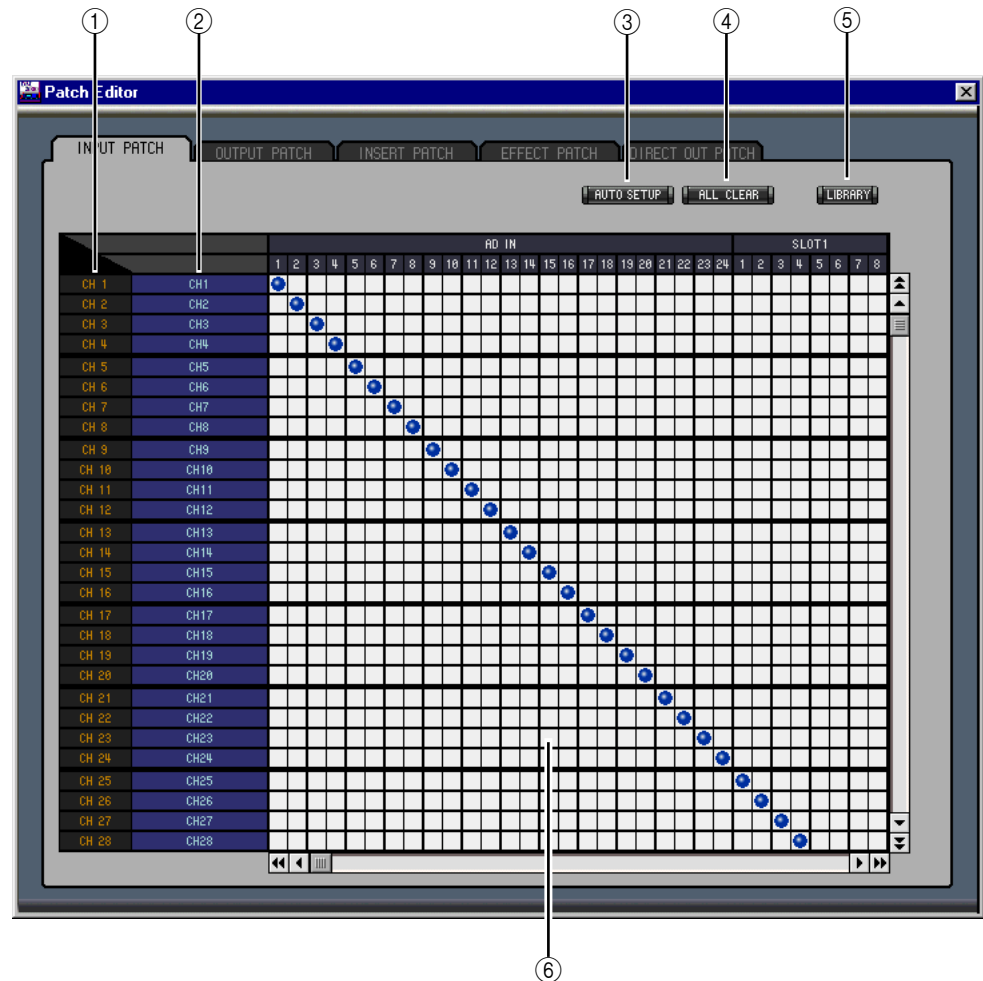 ① ② ③ ④ ⑤
Patch Editor
INPUT PATCH OUTPUT PATCH INSERT PATCH EFFECT PATCH DIRECT OUT PATCH
AUTO SETUP ALL CLEAR LIBRARY
AD IN SLOT1
1 2 3 4 5 6 7 8 9 10 11 12 13 14 15 16 17 18 19 20 21 22 23 24 1 2 3 4 5 6 7 8
CH 1 CH1
CH 2 CH2
CH 3 CH3
CH 4 CH4
CH 5 CH5
CH 6 CH6
CH 7 CH7
CH 8 CH8
CH 9 CH9
CH 10 CH10
CH 11 CH11
CH 12 CH12
CH 13 CH13
CH 14 CH14
CH 15 CH15
CH 16 CH16
CH 17 CH17
CH 18 CH18
CH 19 CH19
CH 20 CH20
CH 21 CH21
CH 22 CH22
CH 23 CH23
CH 24 CH24
CH 25 CH25
CH 26 CH26
CH 27 CH27
CH 28 CH28
⑥